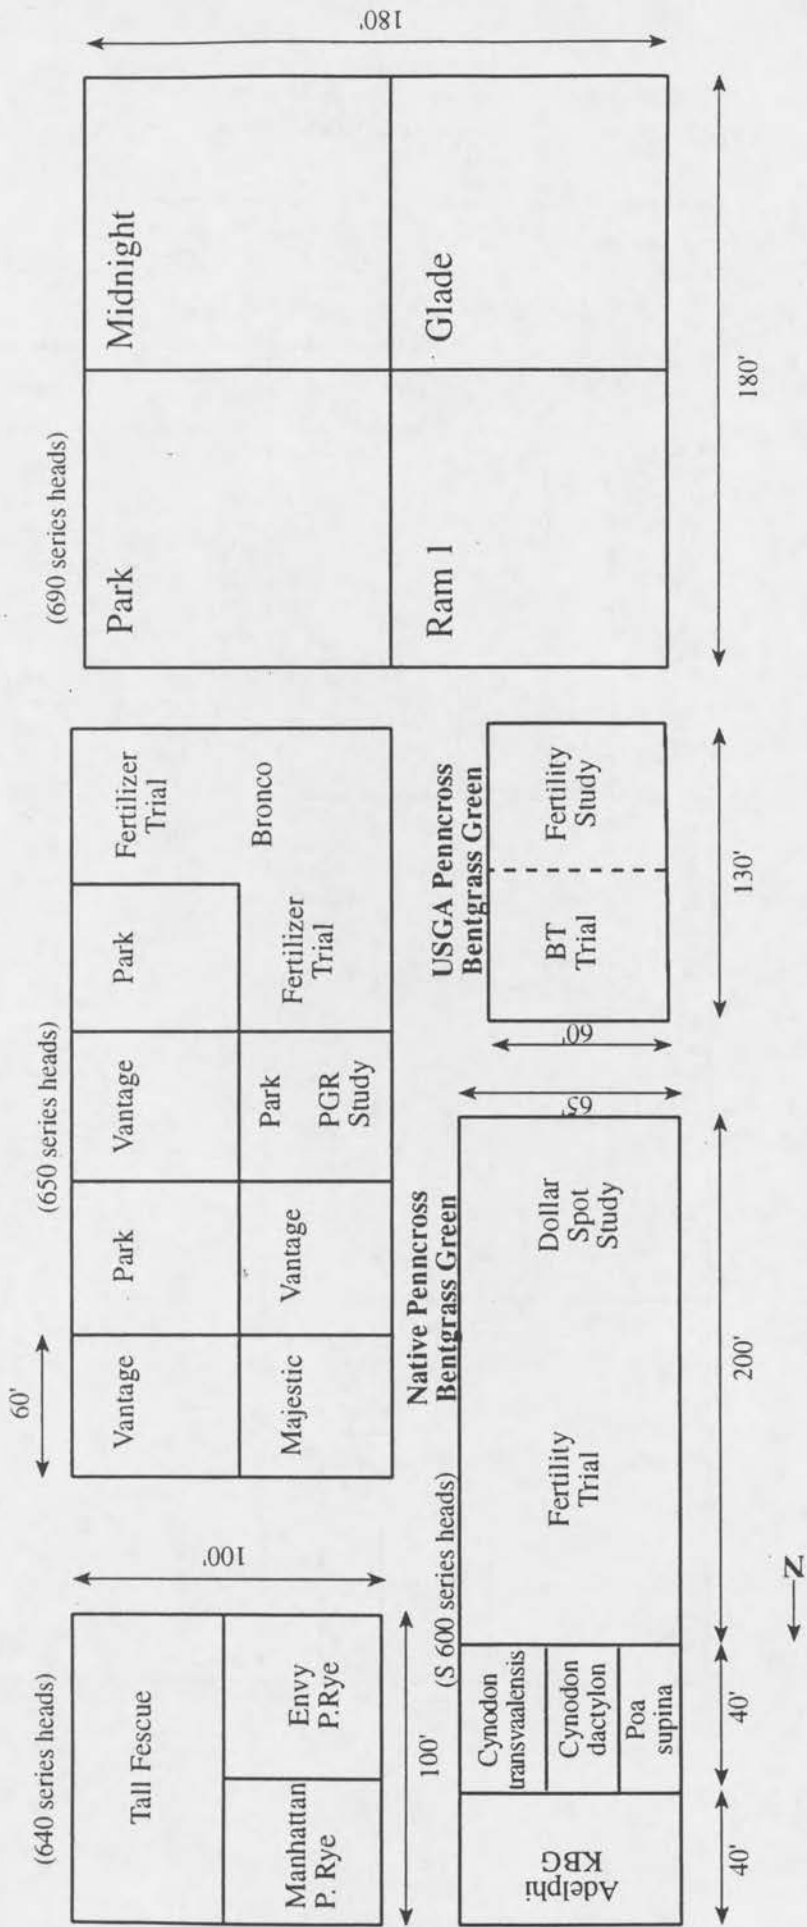 (640 series heads)
Tall Fescue
Manhattan
P. Rye
Envy
P.Rye
100'
100'
60'
(650 series heads)
Vantage
Park
Vantage
Park
Fertilizer
Trial
Majestic
Vantage
Park
PGR
Study
Fertilizer
Trial
Bronco
(690 series heads)
Park
Midnight
Ram 1
Glade
180'
180'
(S 600 series heads)
Native Penncross
Bentgrass Green
Adelphi
KBG
Cynodon
transvaalensis
Cynodon
dactylon
Poa
supina
Fertility
Trial
Dollar
Spot
Study
65'
40'
40'
200'
USGA Penncross
Bentgrass Green
BT
Trial
Fertility
Study
60'
130'
N